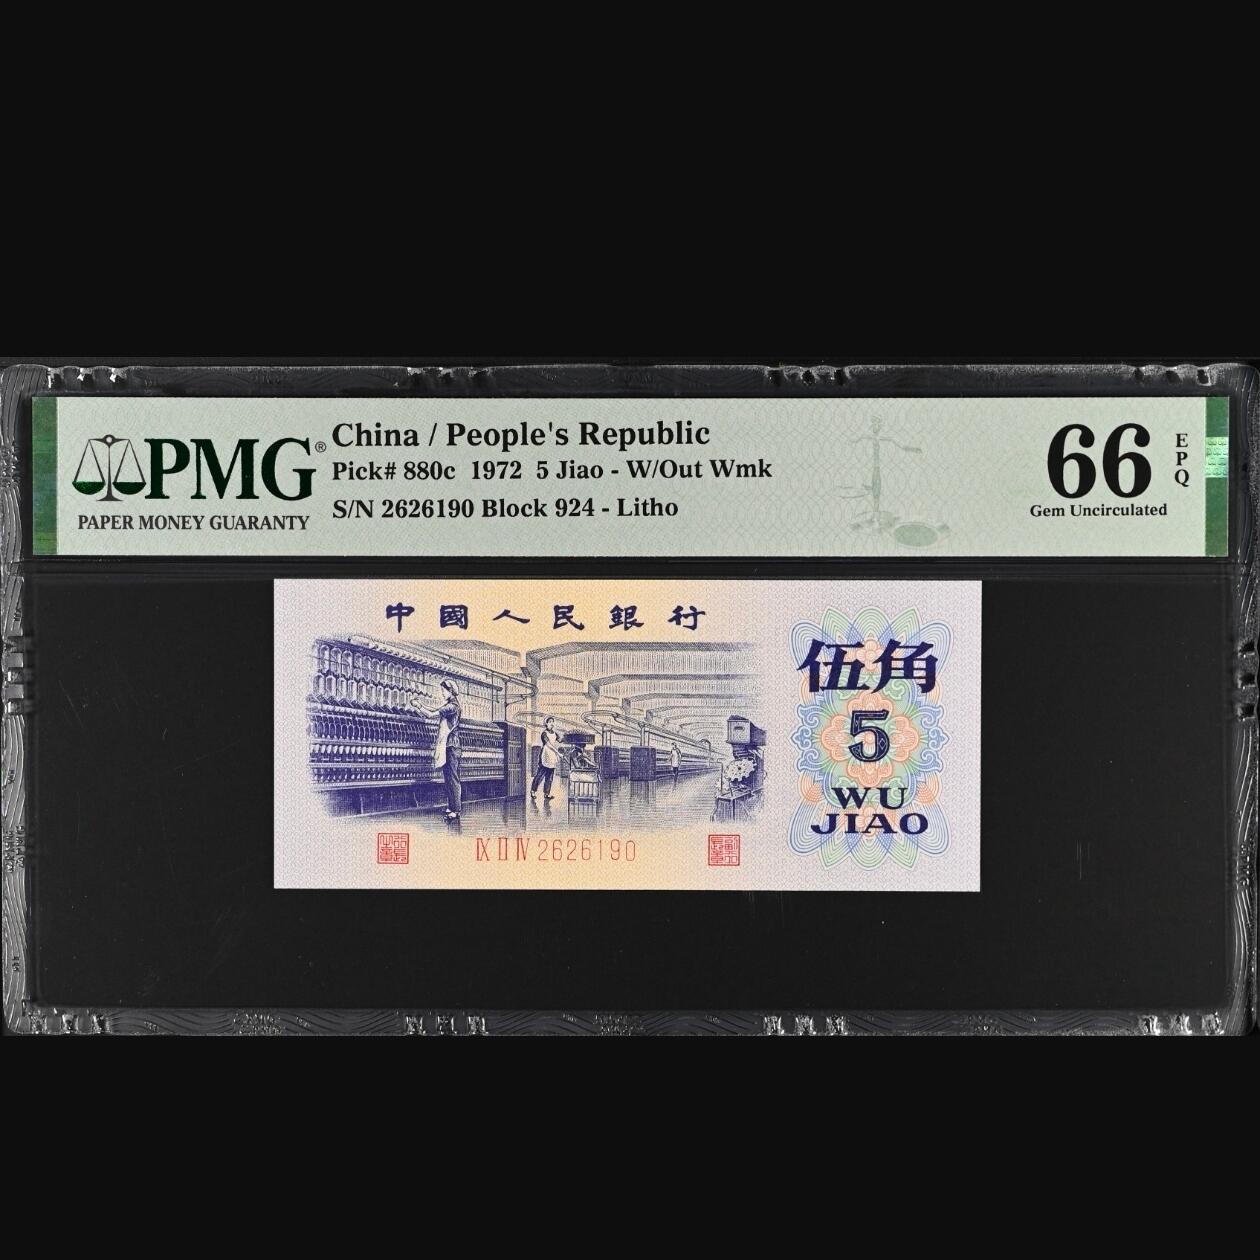 PMG®
PAPER MONEY GUARANTY
China / People's Republic
Pick# 880c 1972 5 Jiao - W/Out Wmk
S/N 2626190 Block 924 - Litho
66
EPQ
Gem Uncirculated
中國人民銀行
伍角
5
WU
JIAO
IX II IV 2626190